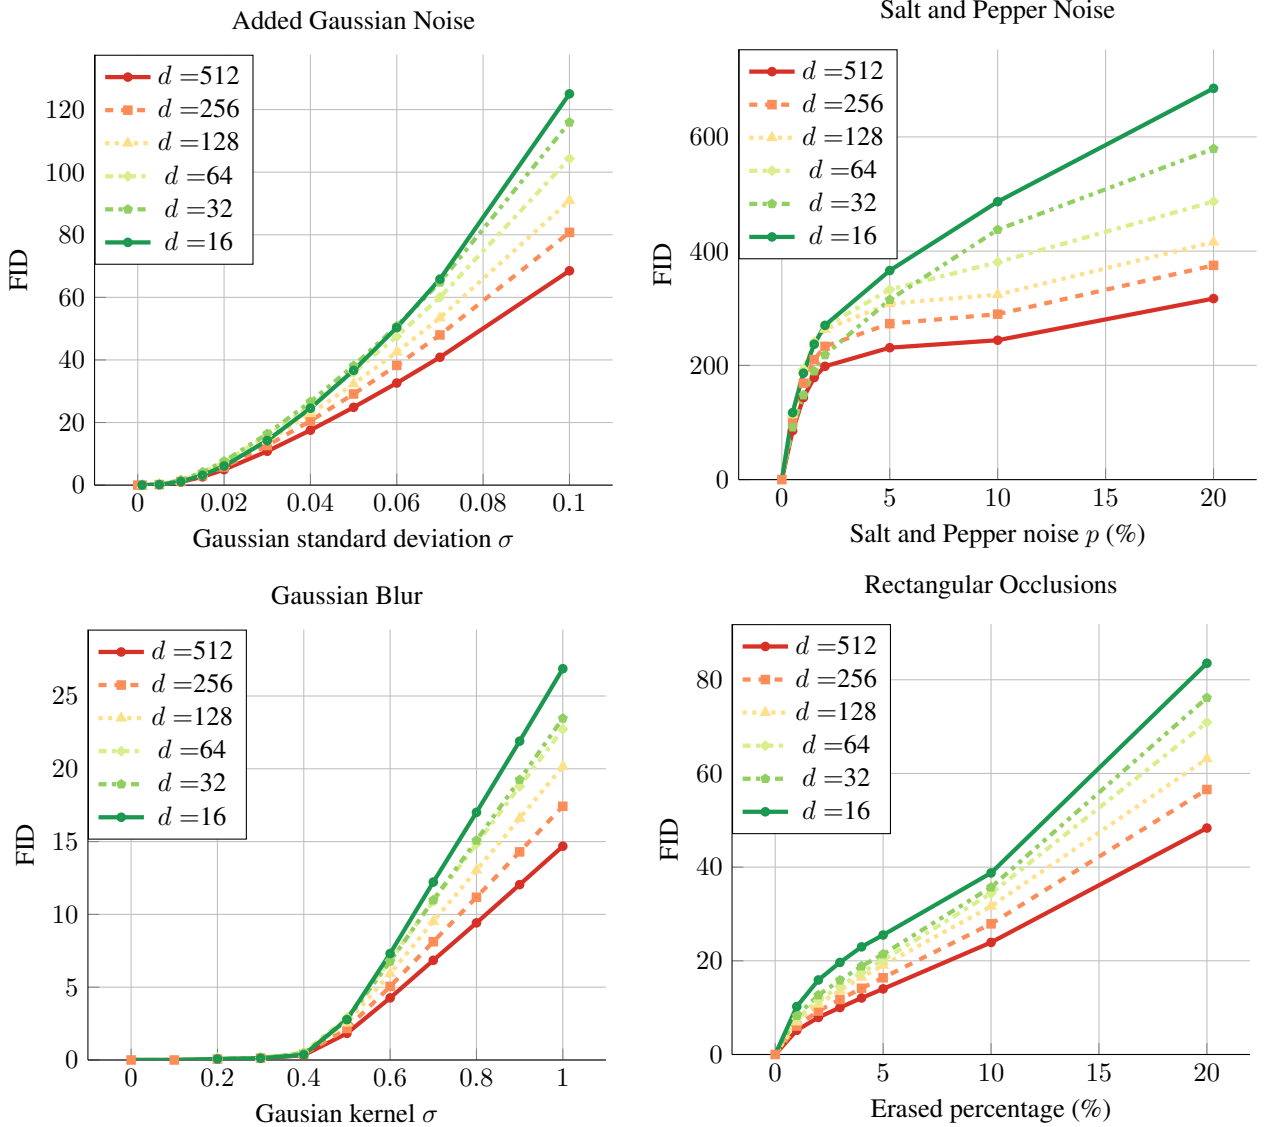 Added Gaussian Noise
d =512
d =256
d =128
d =64
d =32
d =16
FID
0
20
40
60
80
100
120
0
0.02
0.04
0.06
0.08
0.1
Gaussian standard deviation σ
Salt and Pepper Noise
d =512
d =256
d =128
d =64
d =32
d =16
FID
0
200
400
600
0
5
10
15
20
Salt and Pepper noise p (%)
Gaussian Blur
d =512
d =256
d =128
d =64
d =32
d =16
FID
0
5
10
15
20
25
0
0.2
0.4
0.6
0.8
1
Gausian kernel σ
Rectangular Occlusions
d =512
d =256
d =128
d =64
d =32
d =16
FID
0
20
40
60
80
0
5
10
15
20
Erased percentage (%)